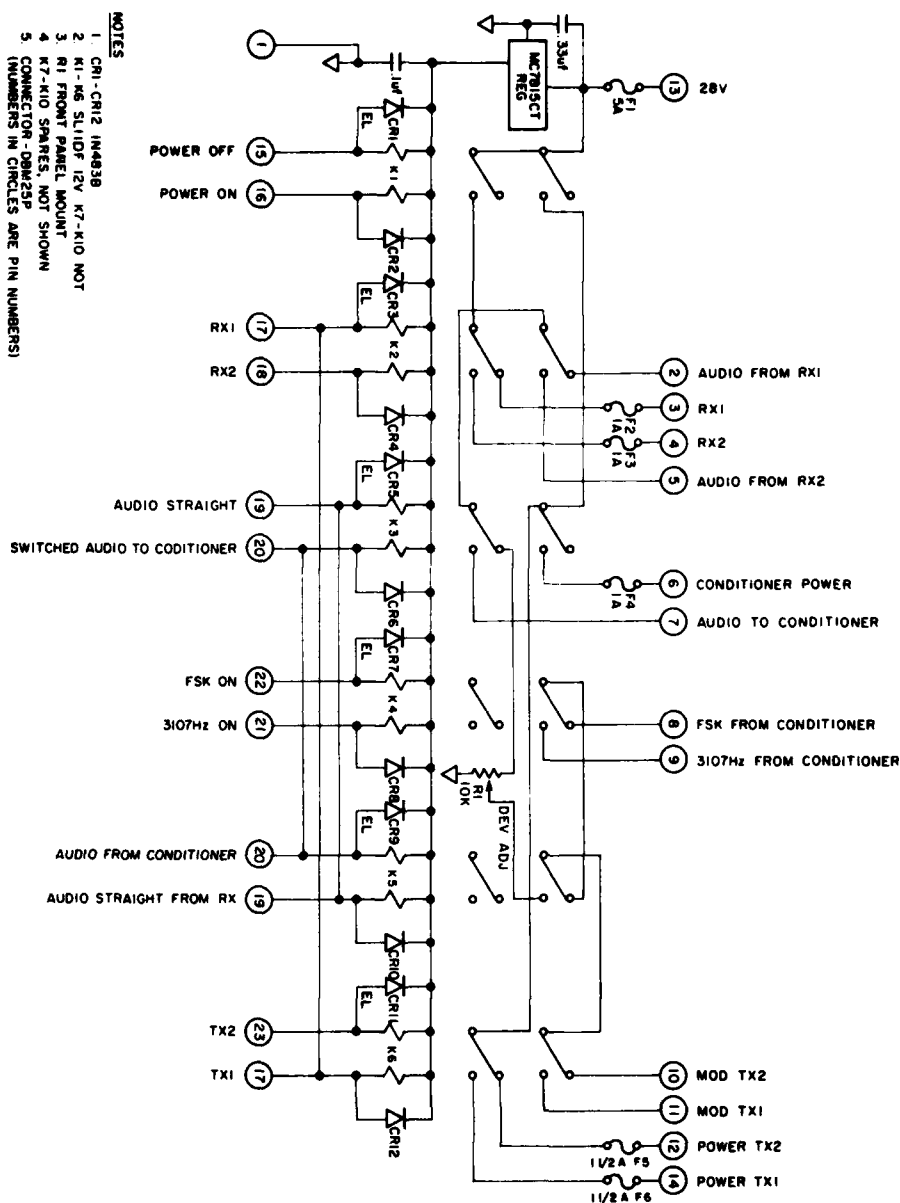 13 28V
F1
5A
.33uf
MC7815CT
REG
1
.1uf
CR1
EL
POWER OFF 15
K1
POWER ON 16
CR2
CR3
EL
RX1 17
K2
RX2 18
CR4
CR5
EL
AUDIO STRAIGHT 19
K3
SWITCHED AUDIO TO CODITIONER 20
CR6
CR7
EL
FSK ON 22
K4
3107Hz ON 21
CR8
CR9
EL
AUDIO FROM CONDITIONER 20
K5
AUDIO STRAIGHT FROM RX 19
CR10
CR11
EL
TX2 23
K6
TX1 17
CR12
2 AUDIO FROM RX1
3 RX1
F2
1A
4 RX2
F3
1A
5 AUDIO FROM RX2
6 CONDITIONER POWER
F4
1A
7 AUDIO TO CONDITIONER
8 FSK FROM CONDITIONER
9 3107Hz FROM CONDITIONER
R1
10K
DEV ADJ
10 MOD TX2
11 MOD TX1
12 POWER TX2
1 1/2 A F5
14 POWER TX1
1 1/2 A F6
NOTES
1. CR1-CR12 1N483B
2. K1-K6 SL11DF 12V K7-K10 NOT
3. R1 FRONT PANEL MOUNT
4 K7-K10 SPARES, NOT SHOWN
5. CONNECTOR-DBM25P
(NUMBERS IN CIRCLES ARE PIN NUMBERS)